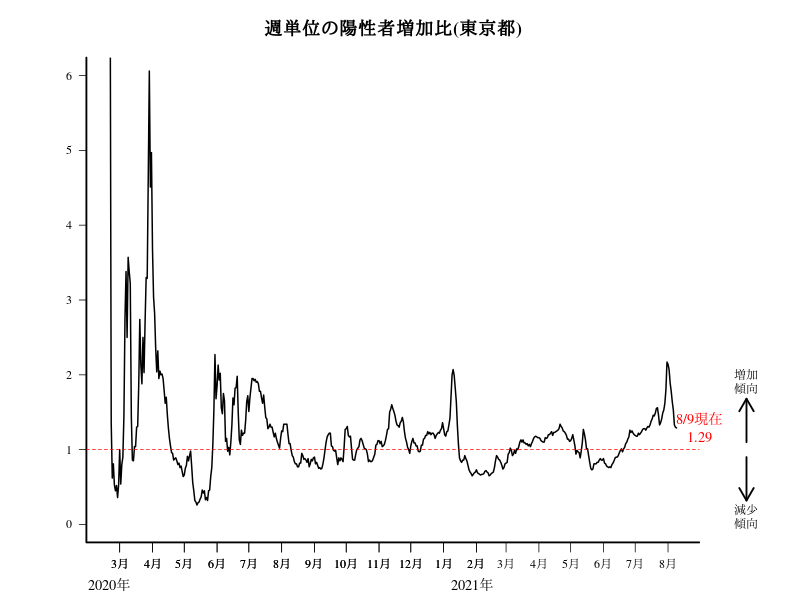 週単位の陽性者増加比(東京都)
6
5
4
3
2
1
0
増加
傾向
8/9現在
1.29
減少
傾向
3月 4月 5月 6月 7月 8月 9月 10月 11月 12月 1月 2月 3月 4月 5月 6月 7月 8月
2020年 2021年